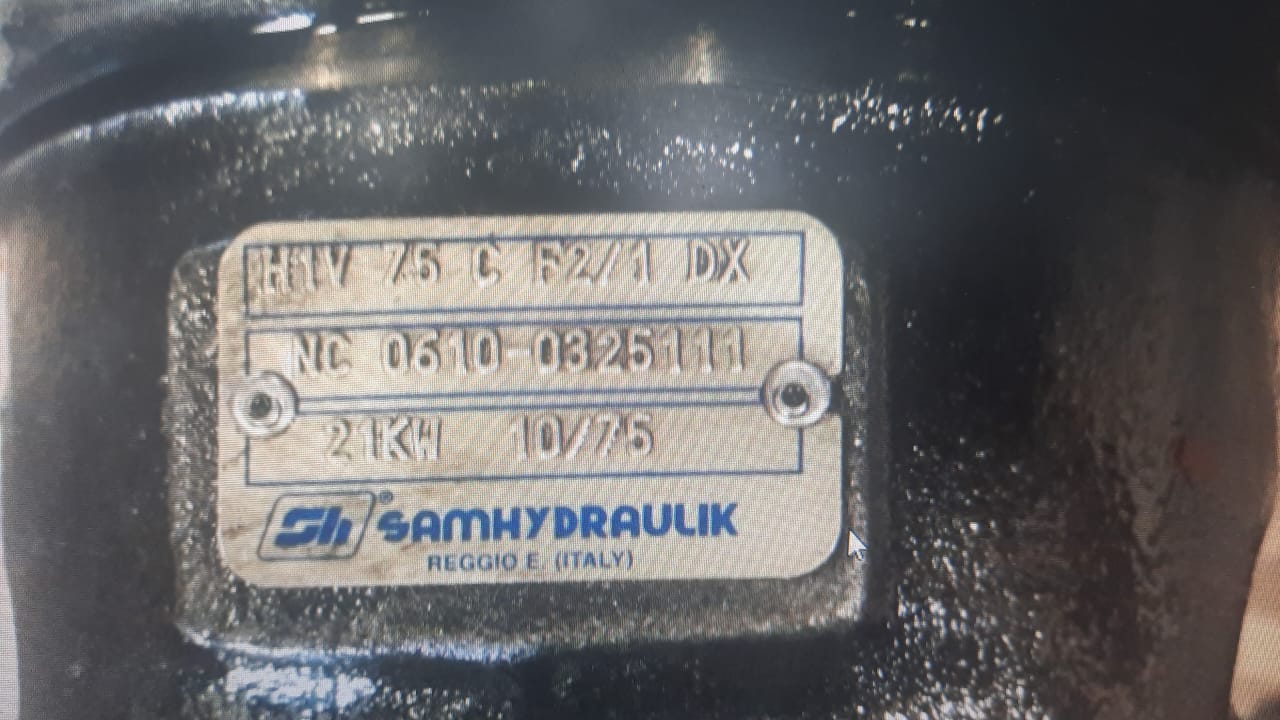 H1V 75 C F2/1 DX
NC 0610-0325111
21KW 10/75
Sh® SAMHYDRAULIK
REGGIO E. (ITALY)